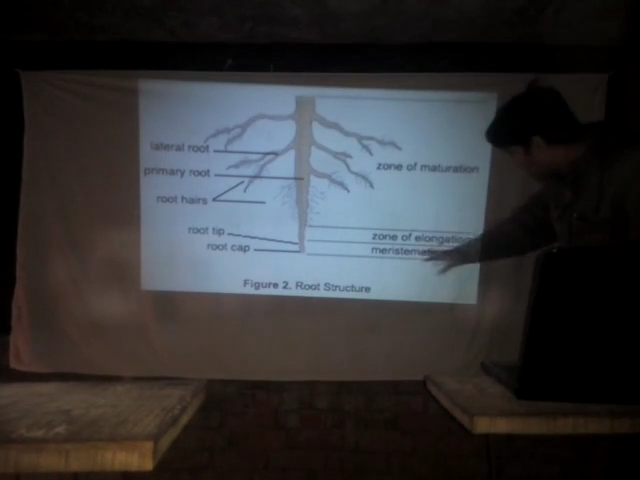 lateral root
primary root
zone of maturation
root hairs
root tip
zone of elongation
root cap
Figure 2. Root Structure